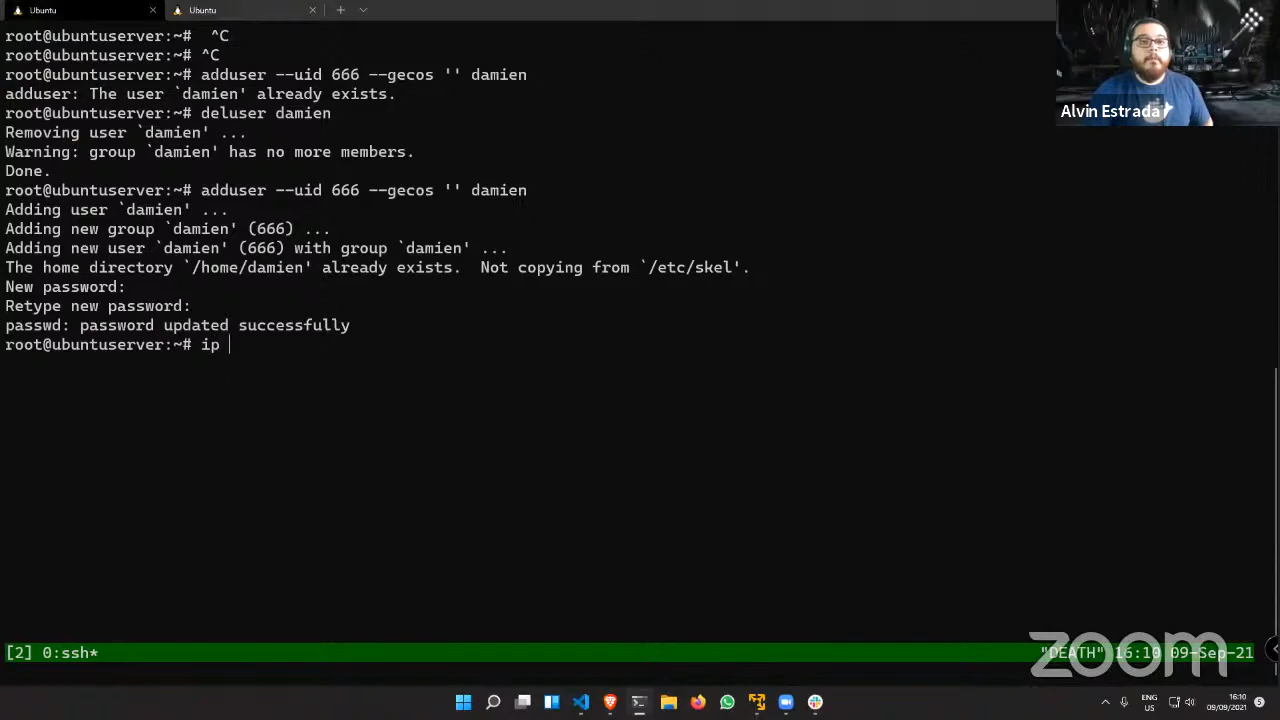 Ubuntu
Ubuntu
root@ubuntuserver:~#  ^C
root@ubuntuserver:~# ^C
root@ubuntuserver:~# adduser --uid 666 --gecos '' damien
adduser: The user `damien' already exists.
root@ubuntuserver:~# deluser damien
Removing user `damien' ...
Warning: group `damien' has no more members.
Done.
root@ubuntuserver:~# adduser --uid 666 --gecos '' damien
Adding user `damien' ...
Adding new group `damien' (666) ...
Adding new user `damien' (666) with group `damien' ...
The home directory `/home/damien' already exists.  Not copying from `/etc/skel'.
New password:
Retype new password:
passwd: password updated successfully
root@ubuntuserver:~# ip
Alvin Estrada
[2] 0:ssh*
"DEATH" 16:10 09-Sep-21
zoom
ENG
US
16:10
09/09/2021
5